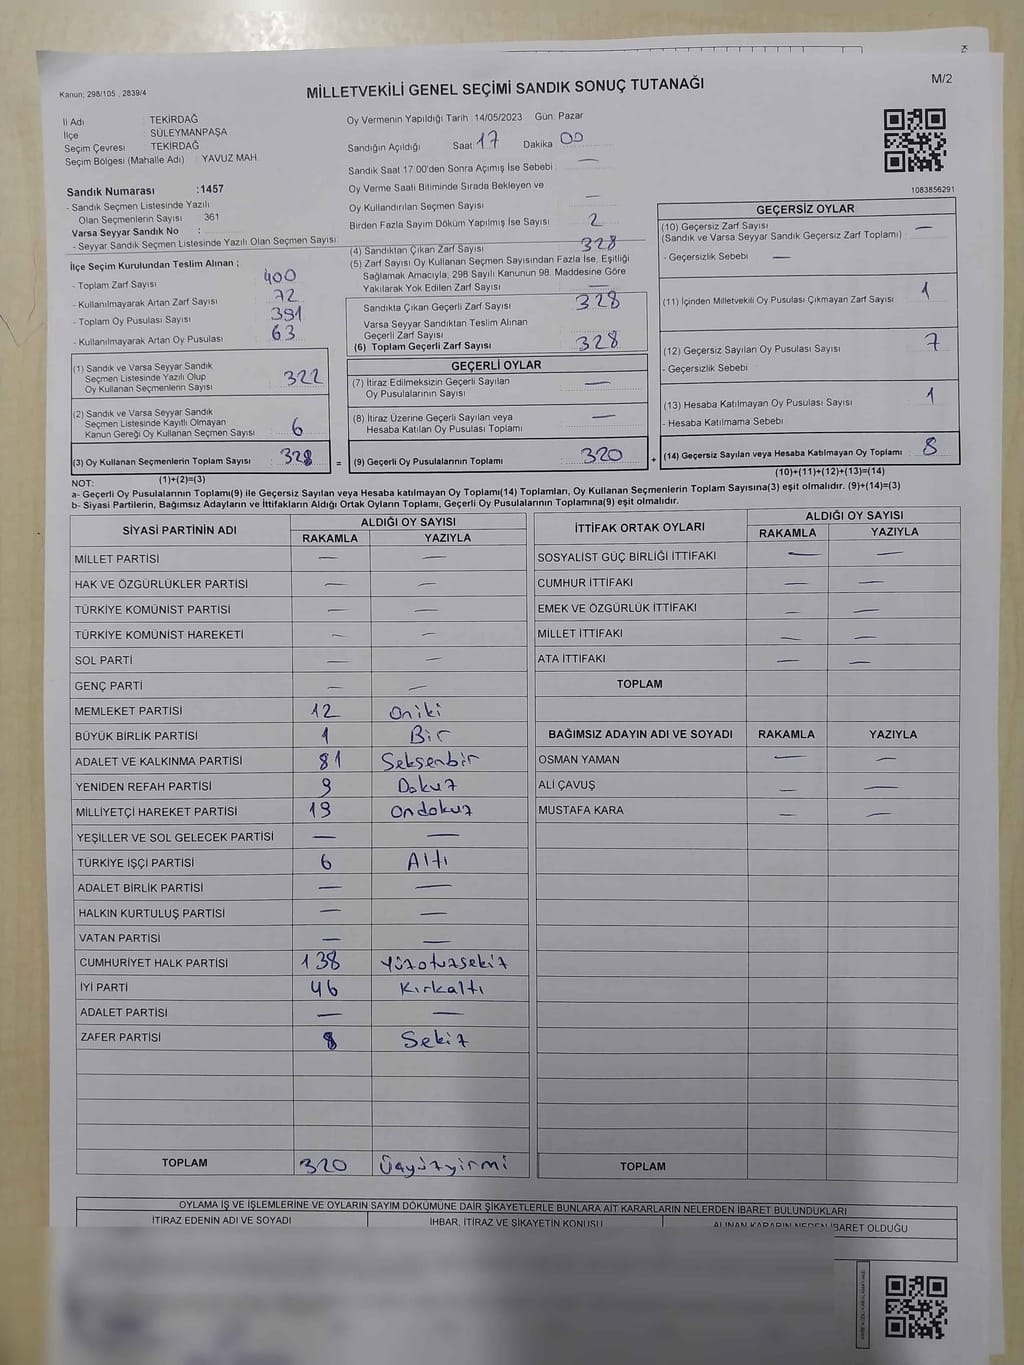 Kanun; 298/105 , 2839/4
MİLLETVEKİLİ GENEL SEÇİMİ SANDIK SONUÇ TUTANAĞI
M/2
İl Adı : TEKİRDAĞ
İlçe : SÜLEYMANPAŞA
Seçim Çevresi : TEKİRDAĞ
Seçim Bölgesi (Mahalle Adı) : YAVUZ MAH.
Sandık Numarası :1457
- Sandık Seçmen Listesinde Yazılı
Olan Seçmenlerin Sayısı : 361
Varsa Seyyar Sandık No :
- Seyyar Sandık Seçmen Listesinde Yazılı Olan Seçmen Sayısı
Oy Vermenin Yapıldığı Tarih :14/05/2023 Gün: Pazar
Sandığın Açıldığı Saat 17 Dakika 00
Sandık Saat 17:00'den Sonra Açımış İse Sebebi : —
Oy Verme Saati Bitiminde Sırada Bekleyen ve
Oy Kullandırılan Seçmen Sayısı —
Birden Fazla Sayım Döküm Yapılmış İse Sayısı 2
1083856291
İlçe Seçim Kurulundan Teslim Alınan ;
- Toplam Zarf Sayısı 400
- Kullanılmayarak Artan Zarf Sayısı 72
- Toplam Oy Pusulası Sayısı 391
- Kullanılmayarak Artan Oy Pusulası 63
(1) Sandık ve Varsa Seyyar Sandık
Seçmen Listesinde Yazılı Olup
Oy Kullanan Seçmenlerin Sayısı 322
(2) Sandık ve Varsa Seyyar Sandık
Seçmen Listesinde Kayıtlı Olmayan
Kanun Gereği Oy Kullanan Seçmen Sayısı 6
(3) Oy Kullanan Seçmenlerin Toplam Sayısı 328
(1)+(2)=(3)
(4) Sandıktan Çıkan Zarf Sayısı 328
(5) Zarf Sayısı Oy Kullanan Seçmen Sayısından Fazla İse, Eşitliği
Sağlamak Amacıyla, 298 Sayılı Kanunun 98. Maddesine Göre
Yakılarak Yok Edilen Zarf Sayısı —
Sandıkta Çıkan Geçerli Zarf Sayısı 328
Varsa Seyyar Sandıktan Teslim Alınan
Geçerli Zarf Sayısı
(6) Toplam Geçerli Zarf Sayısı 328
GEÇERLİ OYLAR
(7) İtiraz Edilmeksizin Geçerli Sayılan
Oy Pusulalarının Sayısı —
(8) İtiraz Üzerine Geçerli Sayılan veya
Hesaba Katılan Oy Pusulası Toplamı —
= (9) Geçerli Oy Pusulalarının Toplamı 320
GEÇERSİZ OYLAR
(10) Geçersiz Zarf Sayısı —
(Sandık ve Varsa Seyyar Sandık Geçersiz Zarf Toplamı)
- Geçersizlik Sebebi —
(11) İçinden Milletvekili Oy Pusulası Çıkmayan Zarf Sayısı 1
(12) Geçersiz Sayılan Oy Pusulası Sayısı 7
- Geçersizlik Sebebi
(13) Hesaba Katılmayan Oy Pusulası Sayısı 1
- Hesaba Katılmama Sebebi
+ (14) Geçersiz Sayılan veya Hesaba Katılmayan Oy Toplamı 8
(10)+(11)+(12)+(13)=(14)
NOT:
a- Geçerli Oy Pusulalarının Toplamı(9) ile Geçersiz Sayılan veya Hesaba katılmayan Oy Toplamı(14) Toplamları, Oy Kullanan Seçmenlerin Toplam Sayısına(3) eşit olmalıdır. (9)+(14)=(3)
b- Siyasi Partilerin, Bağımsız Adayların ve İttifakların Aldığı Ortak Oyların Toplamı, Geçerli Oy Pusulalarının Toplamına(9) eşit olmalıdır.
SİYASİ PARTİNİN ADI ALDIĞI OY SAYISI
RAKAMLA YAZIYLA
MİLLET PARTİSİ — —
HAK VE ÖZGÜRLÜKLER PARTİSİ — —
TÜRKİYE KOMÜNİST PARTİSİ — —
TÜRKİYE KOMÜNİST HAREKETİ — —
SOL PARTİ — —
GENÇ PARTİ — —
MEMLEKET PARTİSİ 12 Oniki
BÜYÜK BİRLİK PARTİSİ 1 Bir
ADALET VE KALKINMA PARTİSİ 81 Seksenbir
YENİDEN REFAH PARTİSİ 9 Dokuz
MİLLİYETÇİ HAREKET PARTİSİ 19 Ondokuz
YEŞİLLER VE SOL GELECEK PARTİSİ — —
TÜRKİYE İŞÇİ PARTİSİ 6 Altı
ADALET BİRLİK PARTİSİ — —
HALKIN KURTULUŞ PARTİSİ — —
VATAN PARTİSİ — —
CUMHURİYET HALK PARTİSİ 138 Yüzotuzsekiz
İYİ PARTİ 46 Kırkaltı
ADALET PARTİSİ — —
ZAFER PARTİSİ 8 Sekiz
TOPLAM 320 Üçyüzyirmi
İTTİFAK ORTAK OYLARI ALDIĞI OY SAYISI
RAKAMLA YAZIYLA
SOSYALİST GÜÇ BİRLİĞİ İTTİFAKI — —
CUMHUR İTTİFAKI — —
EMEK VE ÖZGÜRLÜK İTTİFAKI — —
MİLLET İTTİFAKI — —
ATA İTTİFAKI — —
TOPLAM
BAĞIMSIZ ADAYIN ADI VE SOYADI RAKAMLA YAZIYLA
OSMAN YAMAN — —
ALİ ÇAVUŞ — —
MUSTAFA KARA — —
TOPLAM
OYLAMA İŞ VE İŞLEMLERİNE VE OYLARIN SAYIM DÖKÜMÜNE DAİR ŞİKAYETLERLE BUNLARA AİT KARARLARIN NELERDEN İBARET BULUNDUKLARI
İTİRAZ EDENİN ADI VE SOYADI İHBAR, İTİRAZ VE ŞİKAYETİN KONUSU ALINAN KARARIN NEDEN İBARET OLDUĞU